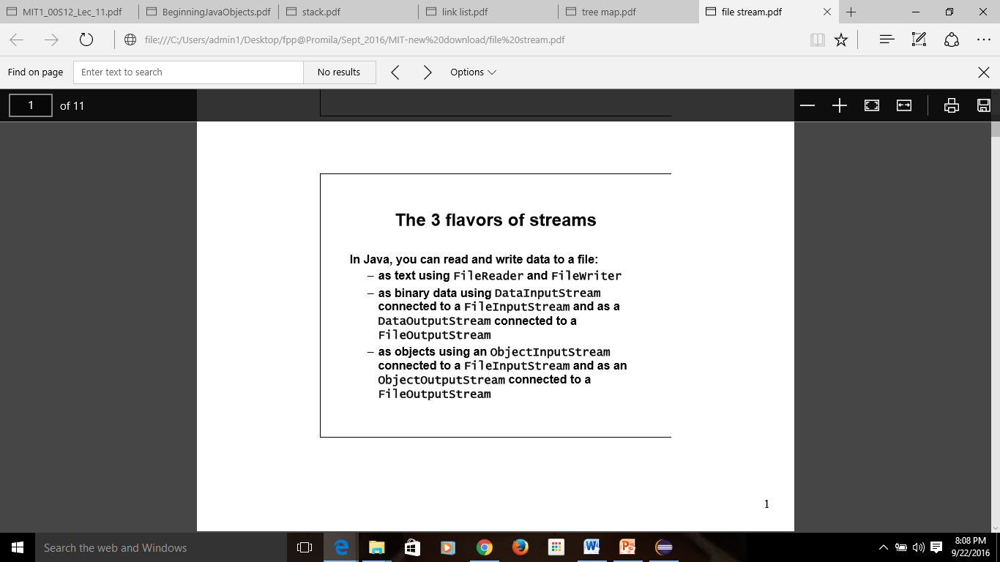 MIT1_00S12_Lec_11.pdf
BeginningJavaObjects.pdf
stack.pdf
link list.pdf
tree map.pdf
file stream.pdf
file:///C:/Users/admin1/Desktop/fpp@Promila/Sept_2016/MIT-new%20download/file%20stream.pdf
Find on page
Enter text to search
No results
Options
1 of 11
The 3 flavors of streams
In Java, you can read and write data to a file:
– as text using FileReader and FileWriter
– as binary data using DataInputStream
connected to a FileInputStream and as a
DataOutputStream connected to a
FileOutputStream
– as objects using an ObjectInputStream
connected to a FileInputStream and as an
ObjectOutputStream connected to a
FileOutputStream
1
Search the web and Windows
8:08 PM
9/22/2016